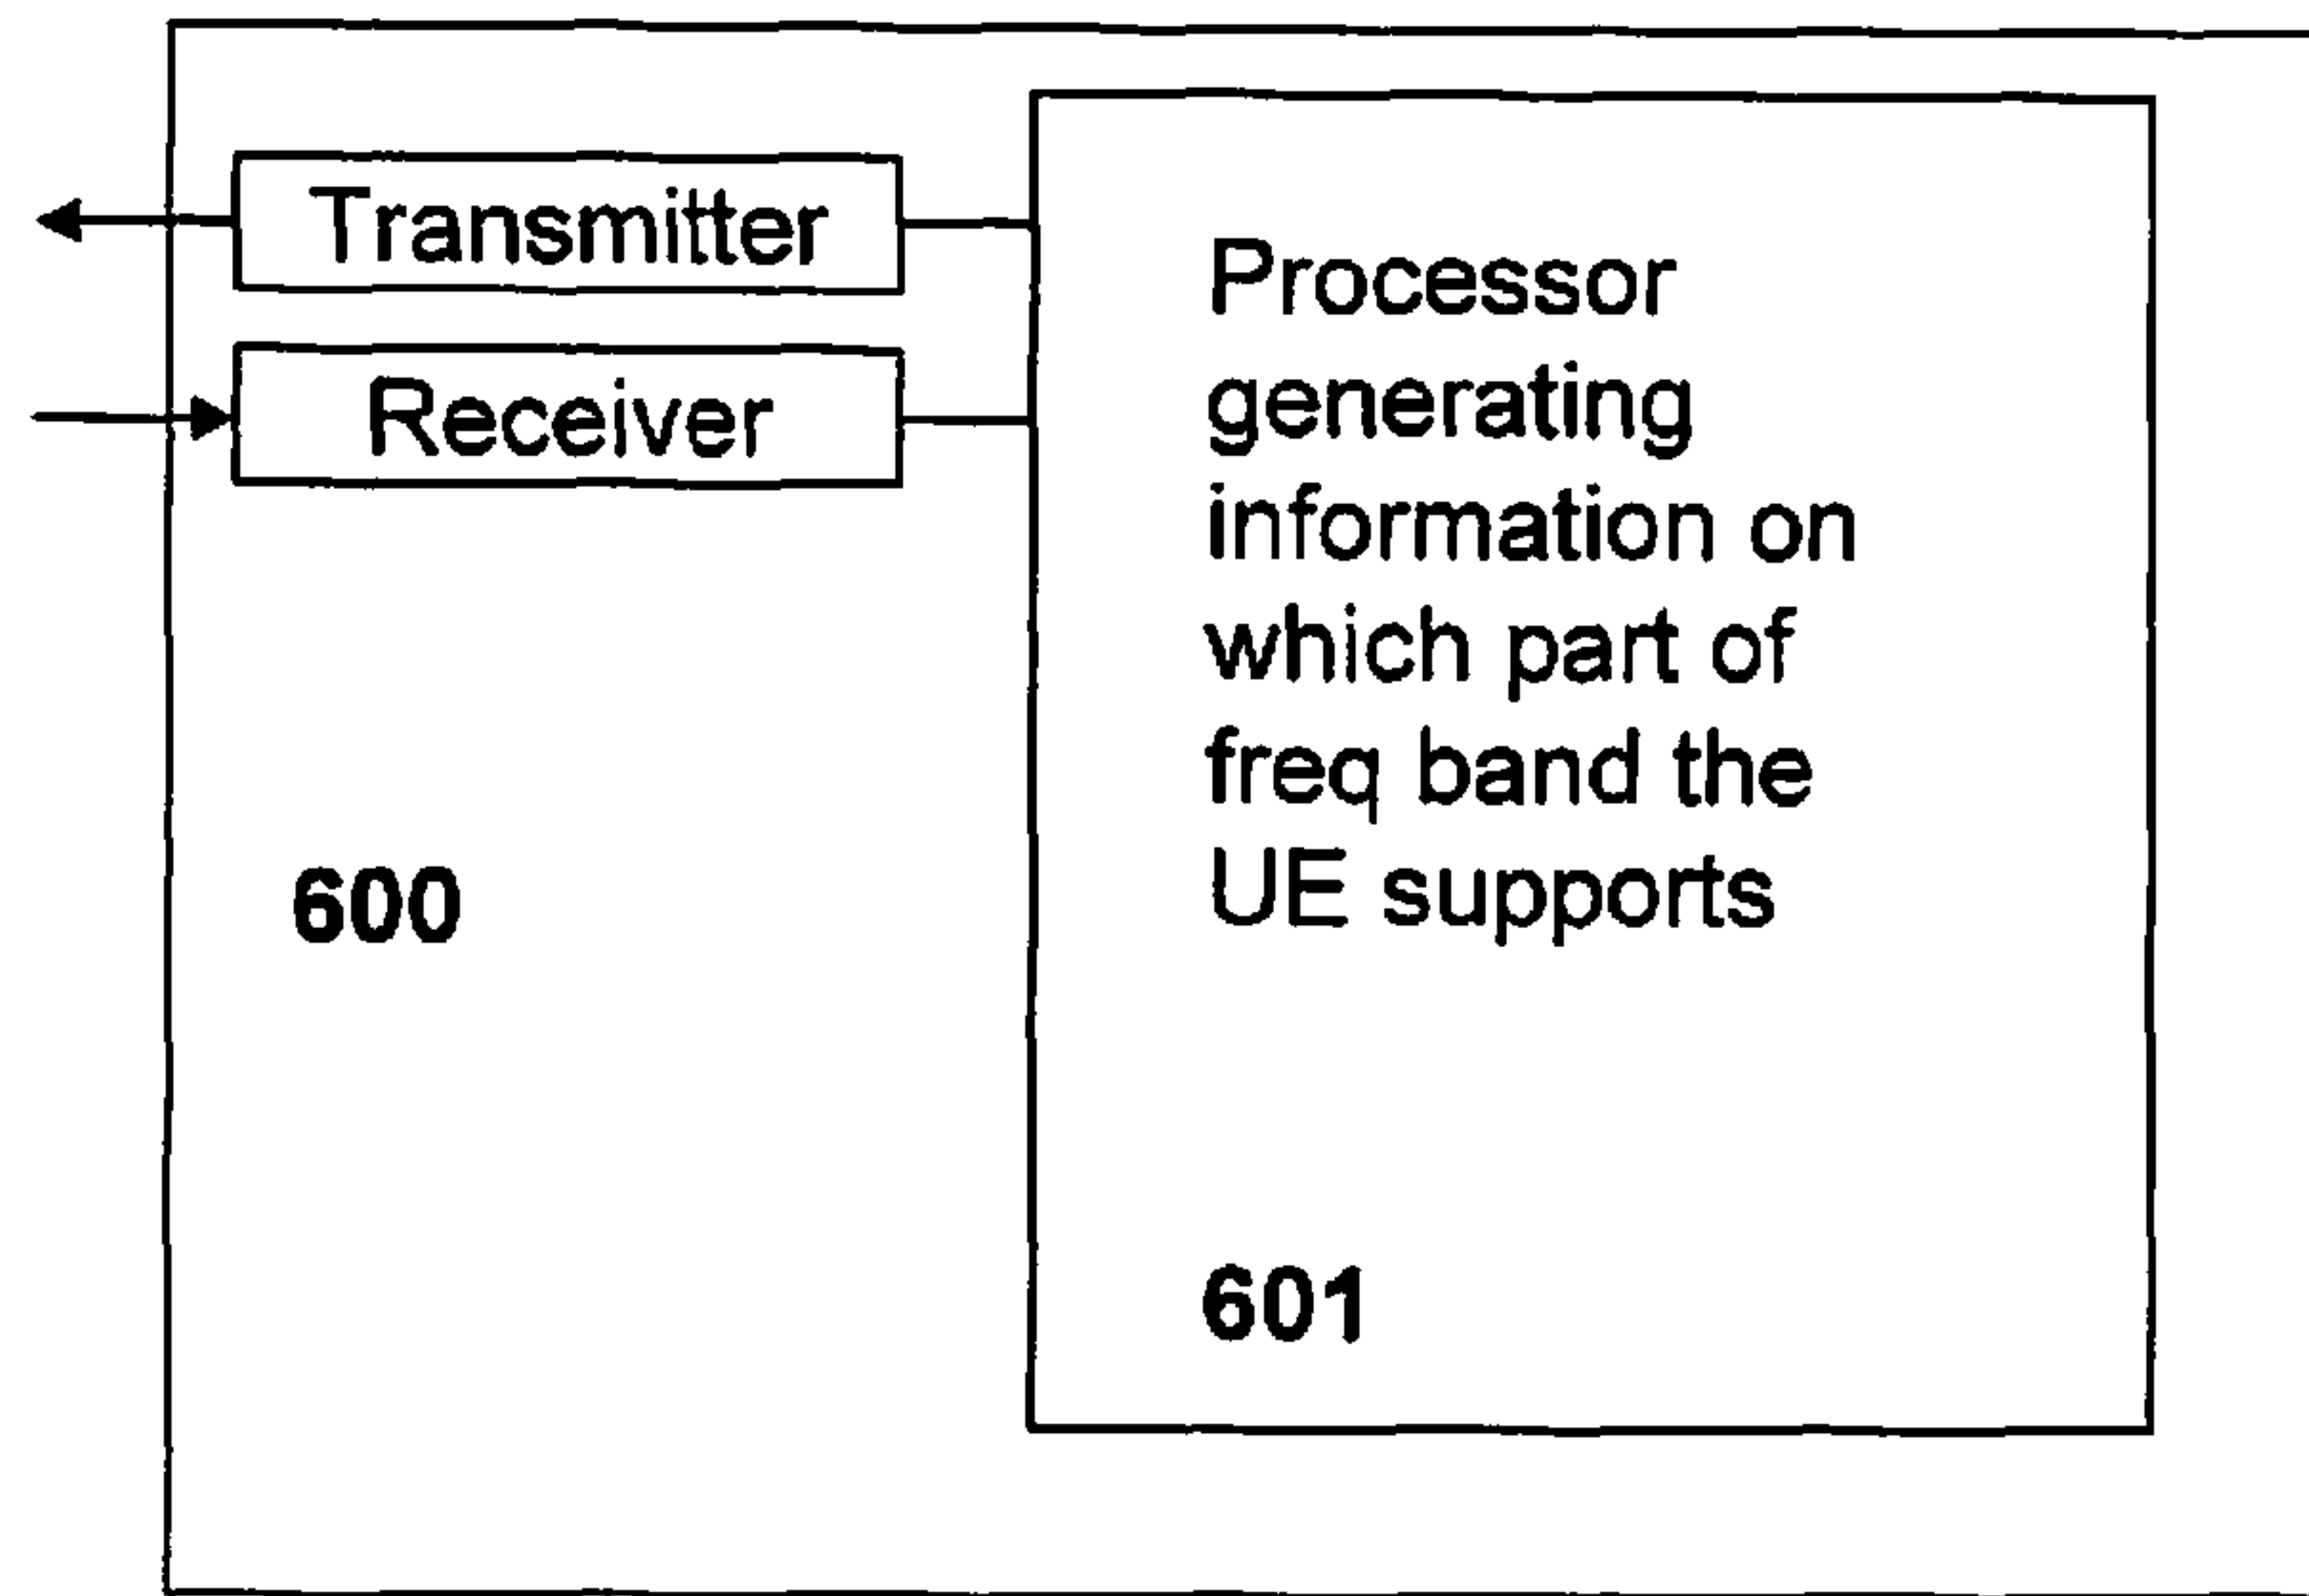 Transmitter
Receiver
Processor
generating
information on
which part of
freq band the
UE supports
600
601